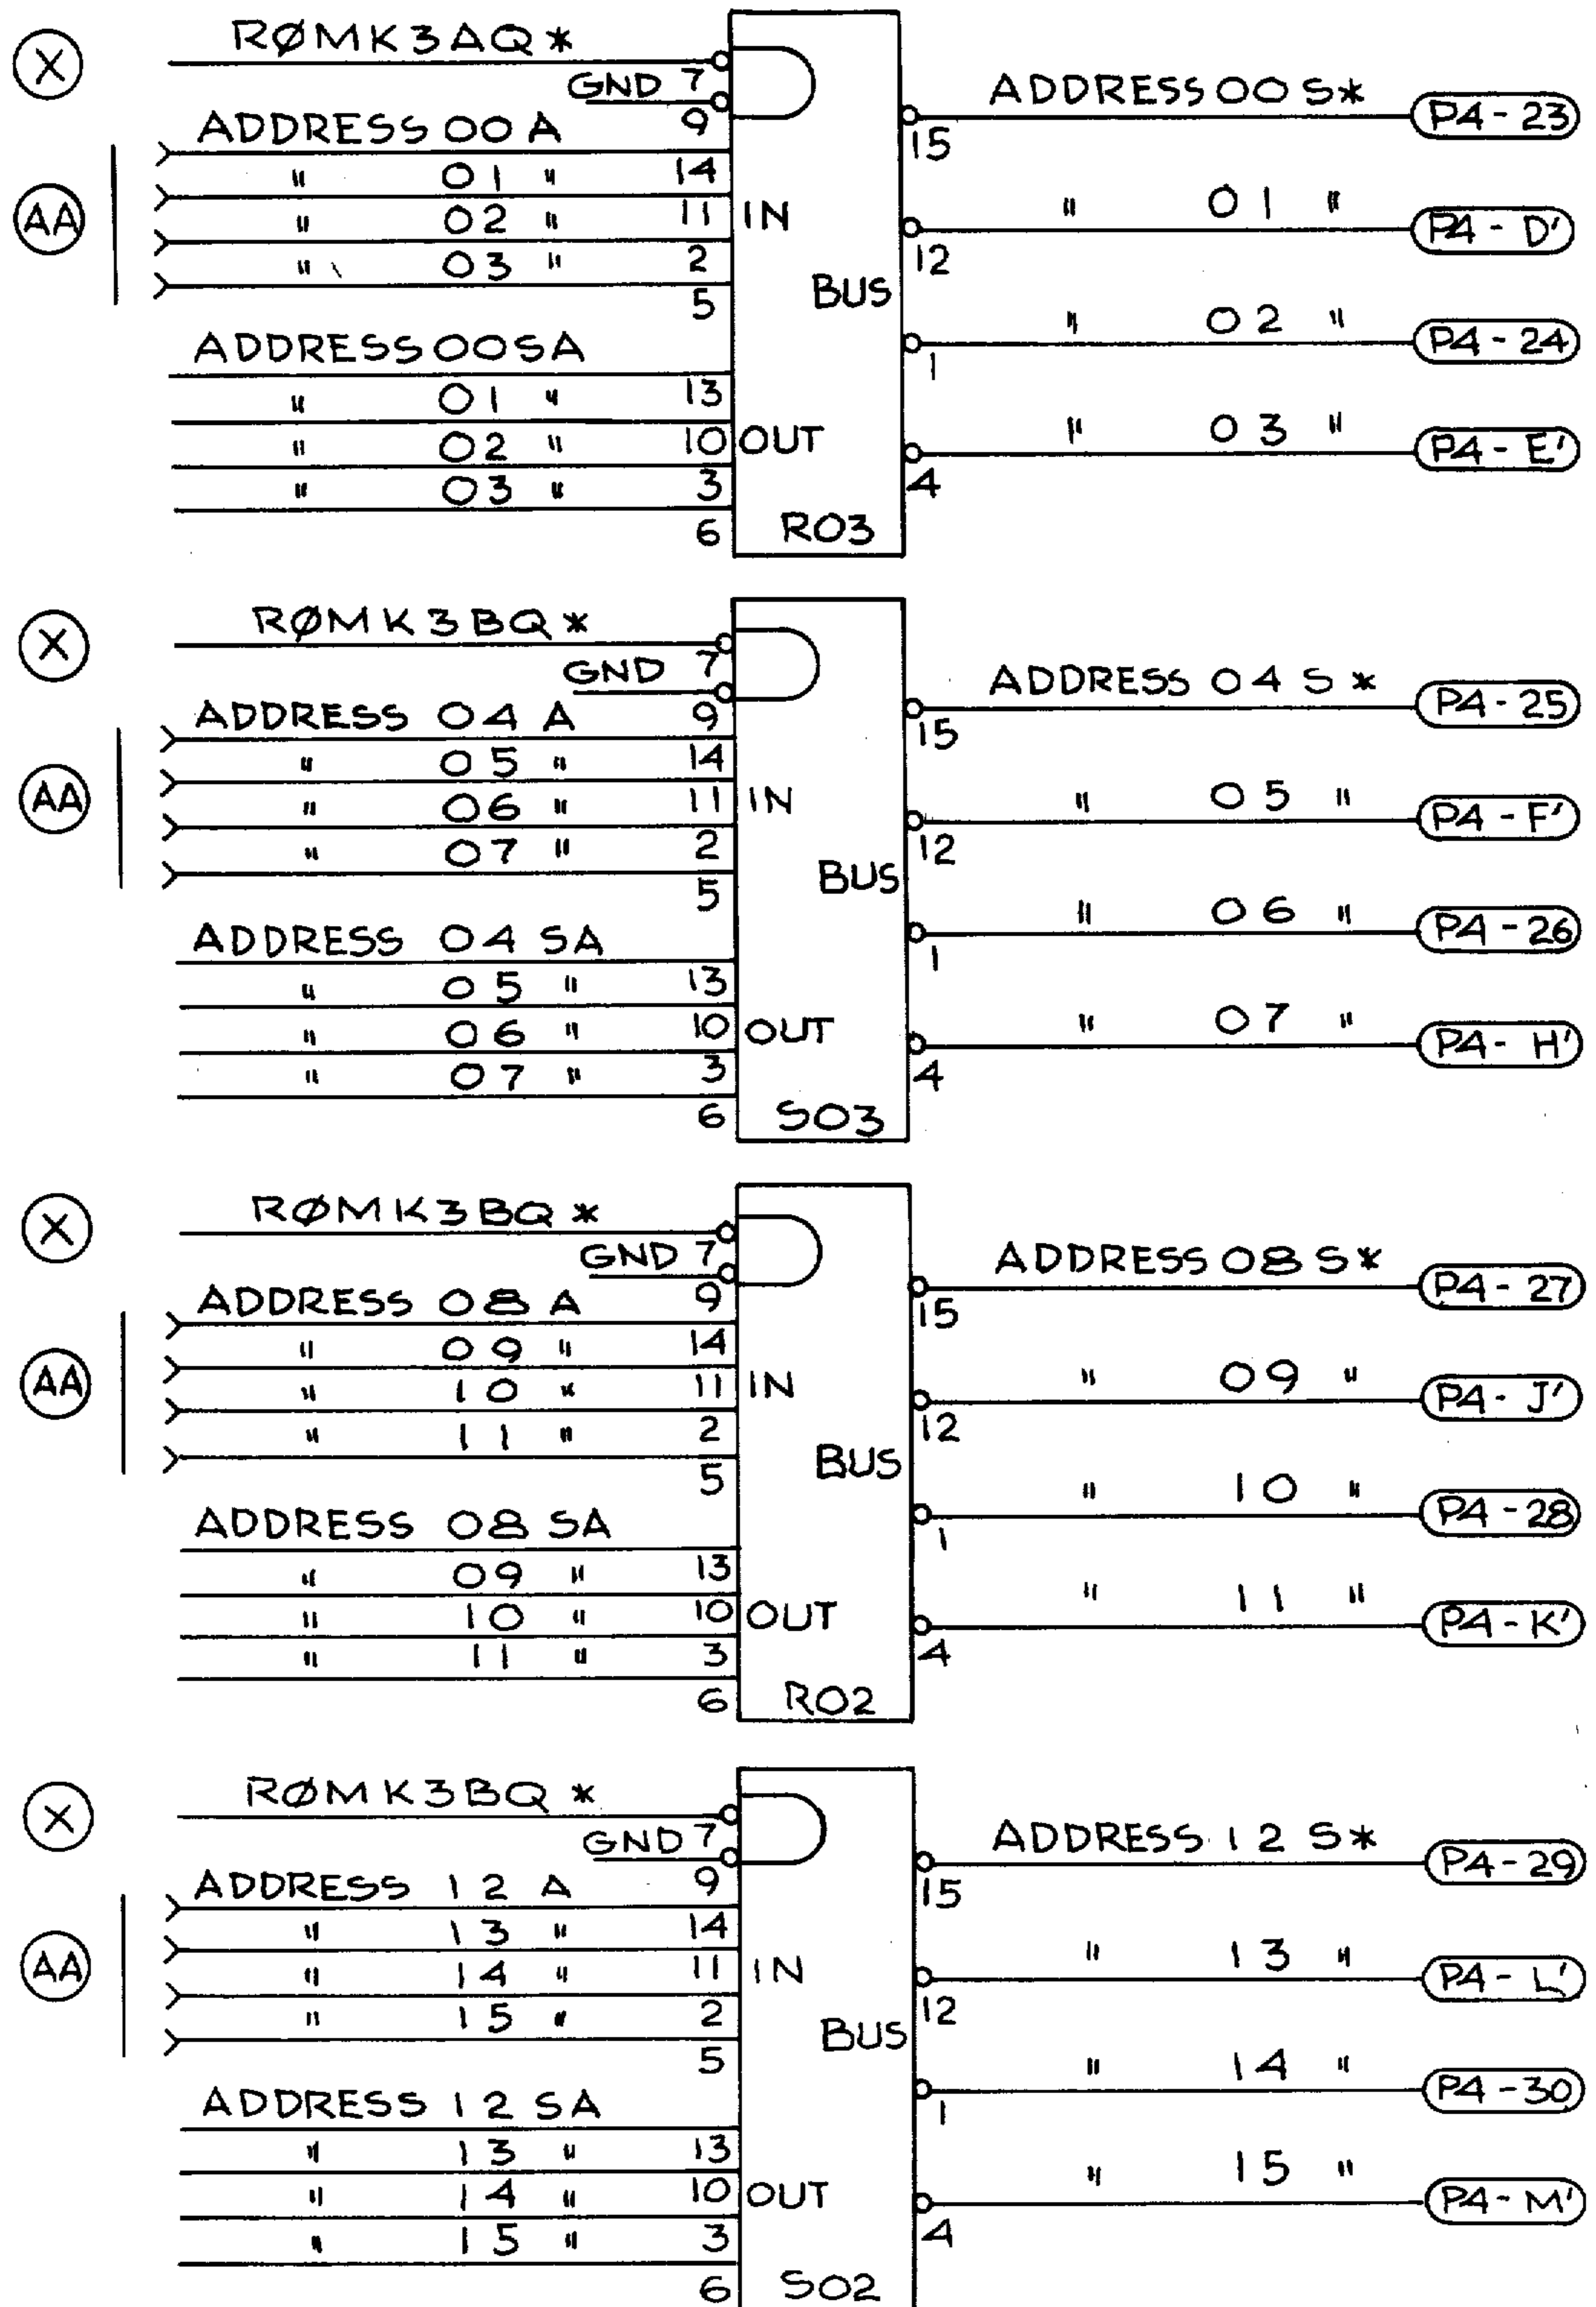 X RØMK3AQ*
GND 7
9
ADDRESS 00 A
14
AA " 01 " 11 IN
" 02 " 2
" 03 " 5
ADDRESS 00 SA
13
" 01 " 10 OUT
" 02 " 3
" 03 " 6
BUS
R03
ADDRESS 00 S* 15 P4-23
" 01 " 12 P4-D'
" 02 " 1 P4-24
" 03 " 4 P4-E'
X RØMK3BQ*
GND 7
9
ADDRESS 04 A
14
AA " 05 " 11 IN
" 06 " 2
" 07 " 5
ADDRESS 04 SA
13
" 05 " 10 OUT
" 06 " 3
" 07 " 6
BUS
S03
ADDRESS 04 S* 15 P4-25
" 05 " 12 P4-F'
" 06 " 1 P4-26
" 07 " 4 P4-H'
X RØMK3BQ*
GND 7
9
ADDRESS 08 A
14
AA " 09 " 11 IN
" 10 " 2
" 11 " 5
ADDRESS 08 SA
13
" 09 " 10 OUT
" 10 " 3
" 11 " 6
BUS
R02
ADDRESS 08 S* 15 P4-27
" 09 " 12 P4-J'
" 10 " 1 P4-28
" 11 " 4 P4-K'
X RØMK3BQ*
GND 7
9
ADDRESS 12 A
14
AA " 13 " 11 IN
" 14 " 2
" 15 " 5
ADDRESS 12 SA
13
" 13 " 10 OUT
" 14 " 3
" 15 " 6
BUS
S02
ADDRESS 12 S* 15 P4-29
" 13 " 12 P4-L'
" 14 " 1 P4-30
" 15 " 4 P4-M'